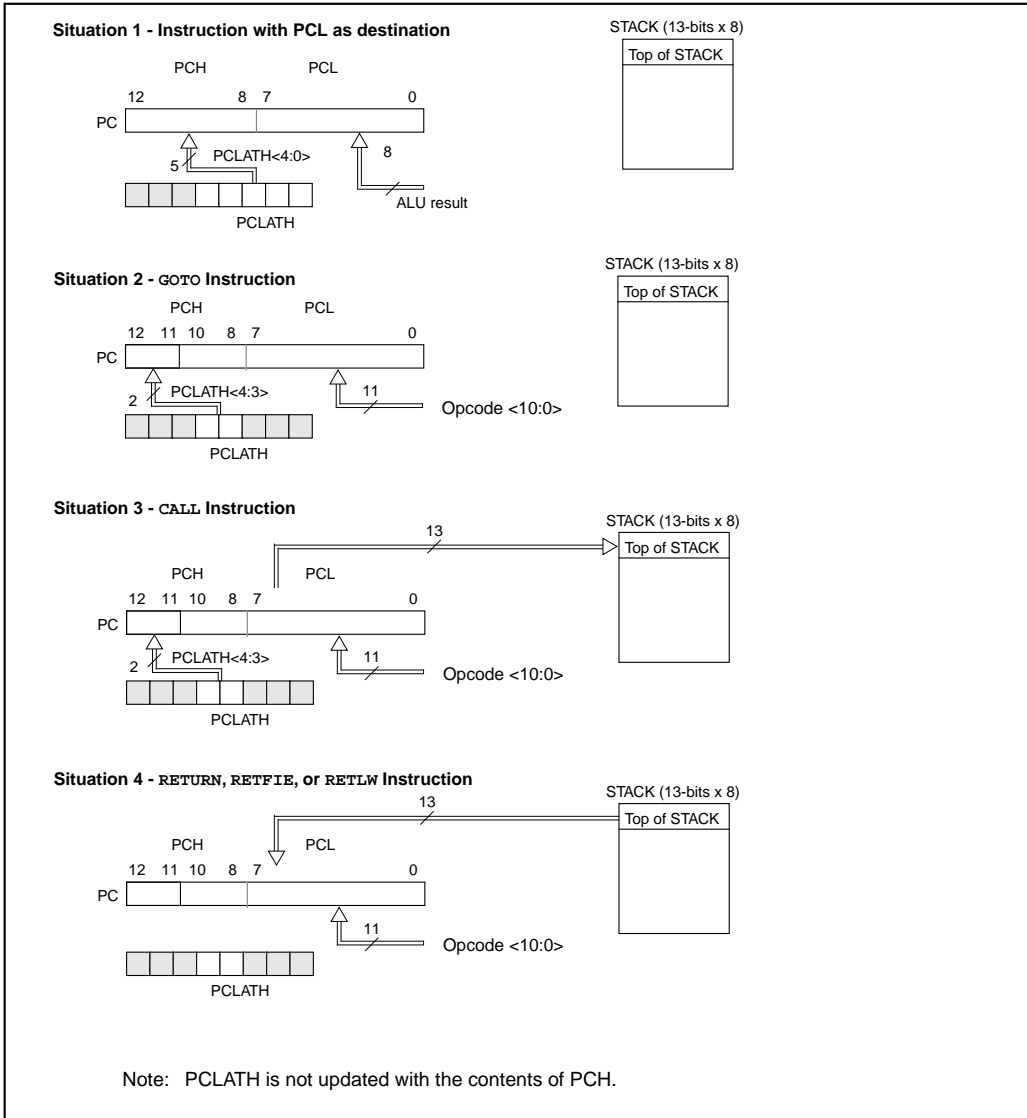 Situation 1 - Instruction with PCL as destination
STACK (13-bits x 8)
Top of STACK
PCH PCL
12 8 7 0
PC
5 PCLATH<4:0> 8
ALU result
PCLATH
Situation 2 - GOTO Instruction
STACK (13-bits x 8)
Top of STACK
PCH PCL
12 11 10 8 7 0
PC
2 PCLATH<4:3> 11
Opcode <10:0>
PCLATH
Situation 3 - CALL Instruction
STACK (13-bits x 8)
13
Top of STACK
PCH PCL
12 11 10 8 7 0
PC
2 PCLATH<4:3> 11
Opcode <10:0>
PCLATH
Situation 4 - RETURN, RETFIE, or RETLW Instruction
STACK (13-bits x 8)
13
Top of STACK
PCH PCL
12 11 10 8 7 0
PC
11
Opcode <10:0>
PCLATH
Note: PCLATH is not updated with the contents of PCH.